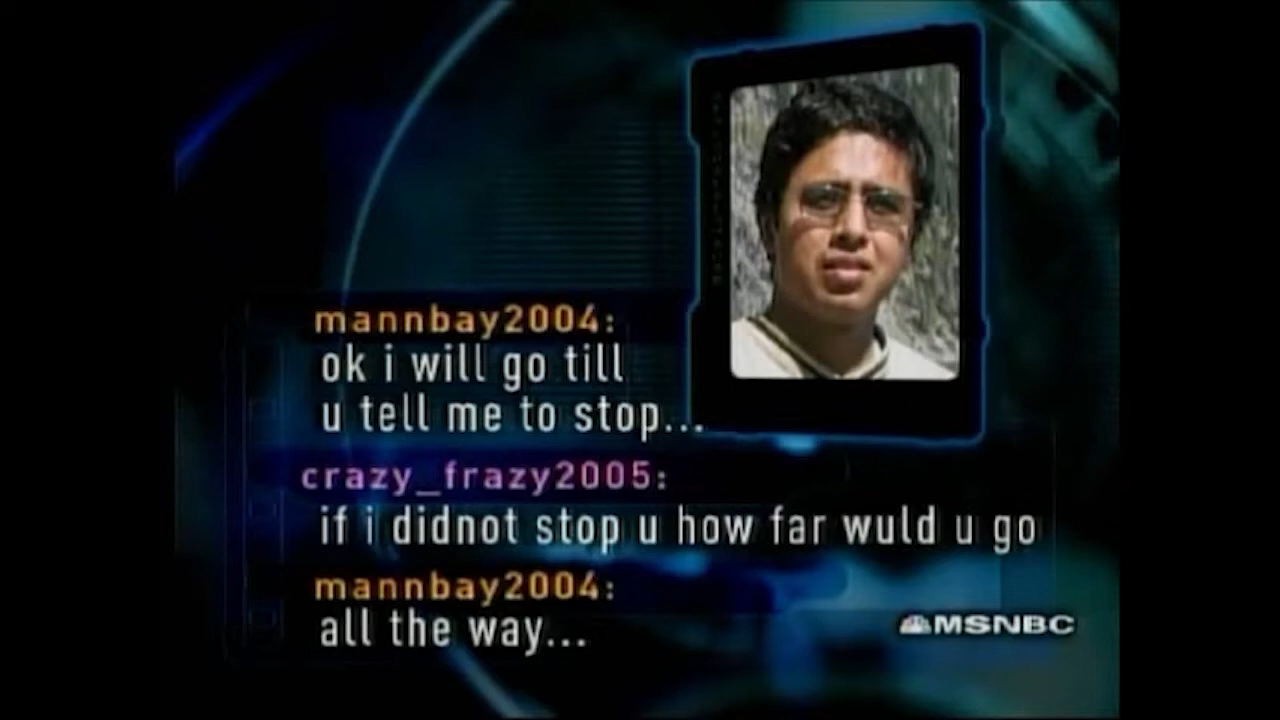 mannbay2004:
ok i will go till
u tell me to stop...
crazy_frazy2005:
if i didnot stop u how far wuld u go
mannbay2004:
all the way...
MSNBC